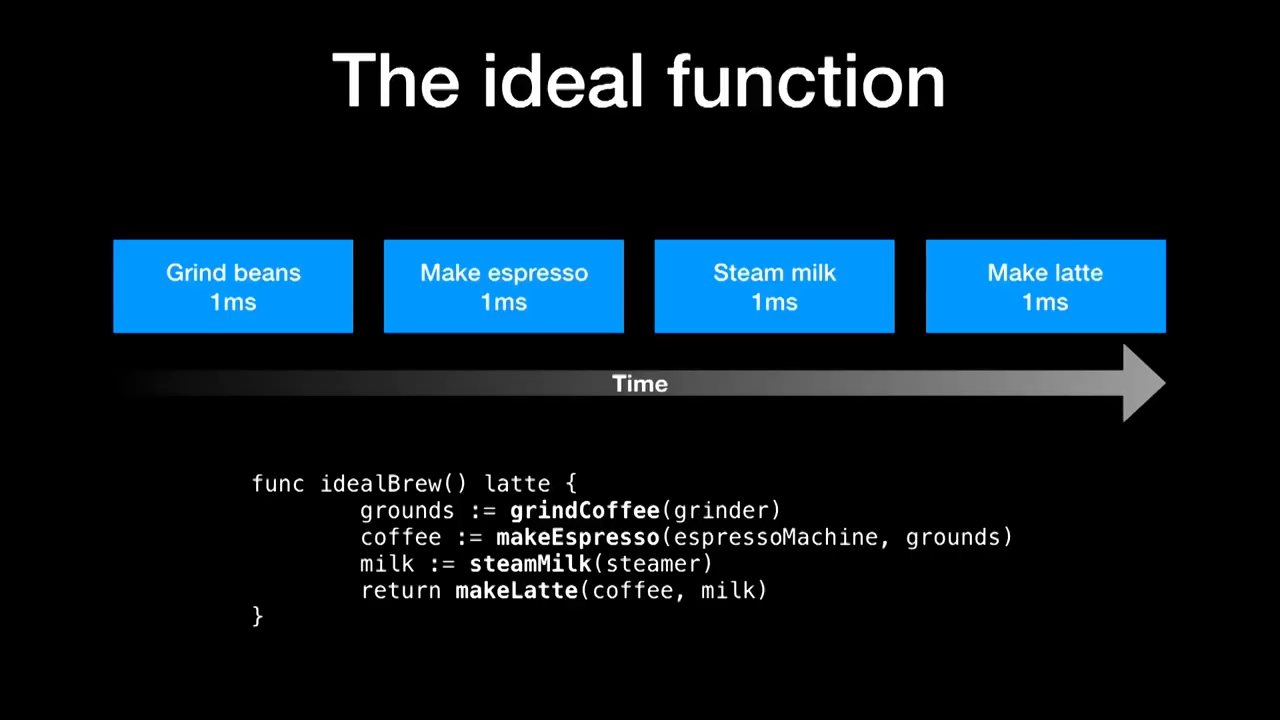 The ideal function
Grind beans
1ms
Make espresso
1ms
Steam milk
1ms
Make latte
1ms
Time
func idealBrew() latte {
        grounds := grindCoffee(grinder)
        coffee := makeEspresso(espressoMachine, grounds)
        milk := steamMilk(steamer)
        return makeLatte(coffee, milk)
}